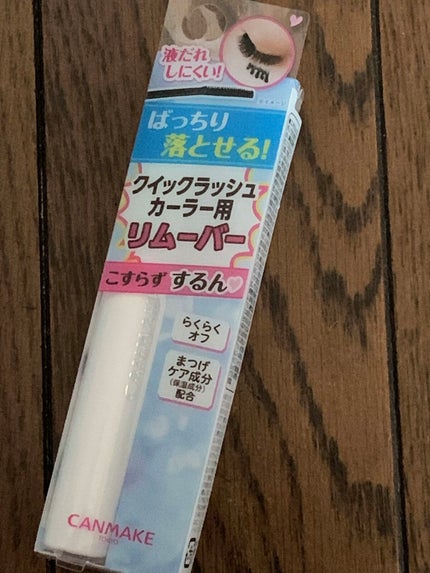 液だれ
しにくい!
ばっちり
落とせる!
クイックラッシュ
カーラー用
リムーバー
こすらず するん♡
らくらく
オフ
まつげ
ケア成分
(保湿成分)
配合
CANMAKE
TOKYO